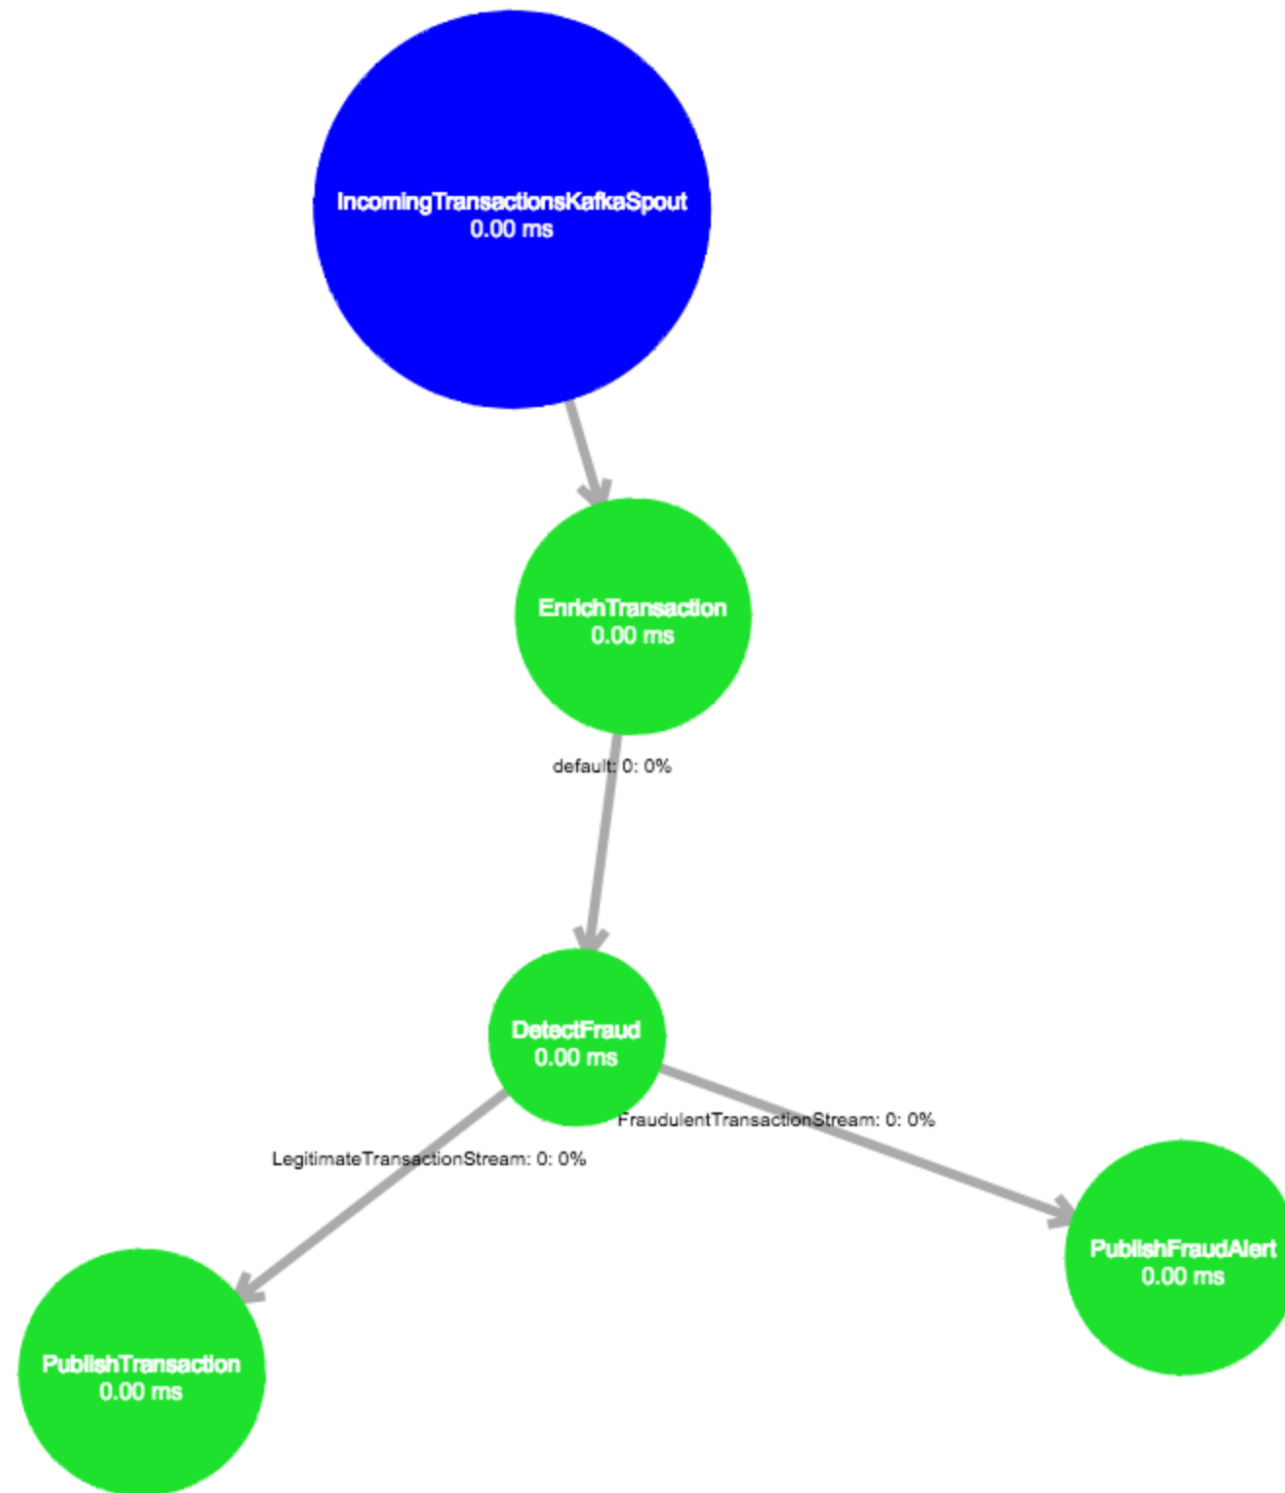 IncomingTransactionsKafkaSpout
0.00 ms
EnrichTransaction
0.00 ms
default: 0: 0%
DetectFraud
0.00 ms
FraudulentTransactionStream: 0: 0%
LegitimateTransactionStream: 0: 0%
PublishFraudAlert
0.00 ms
PublishTransaction
0.00 ms